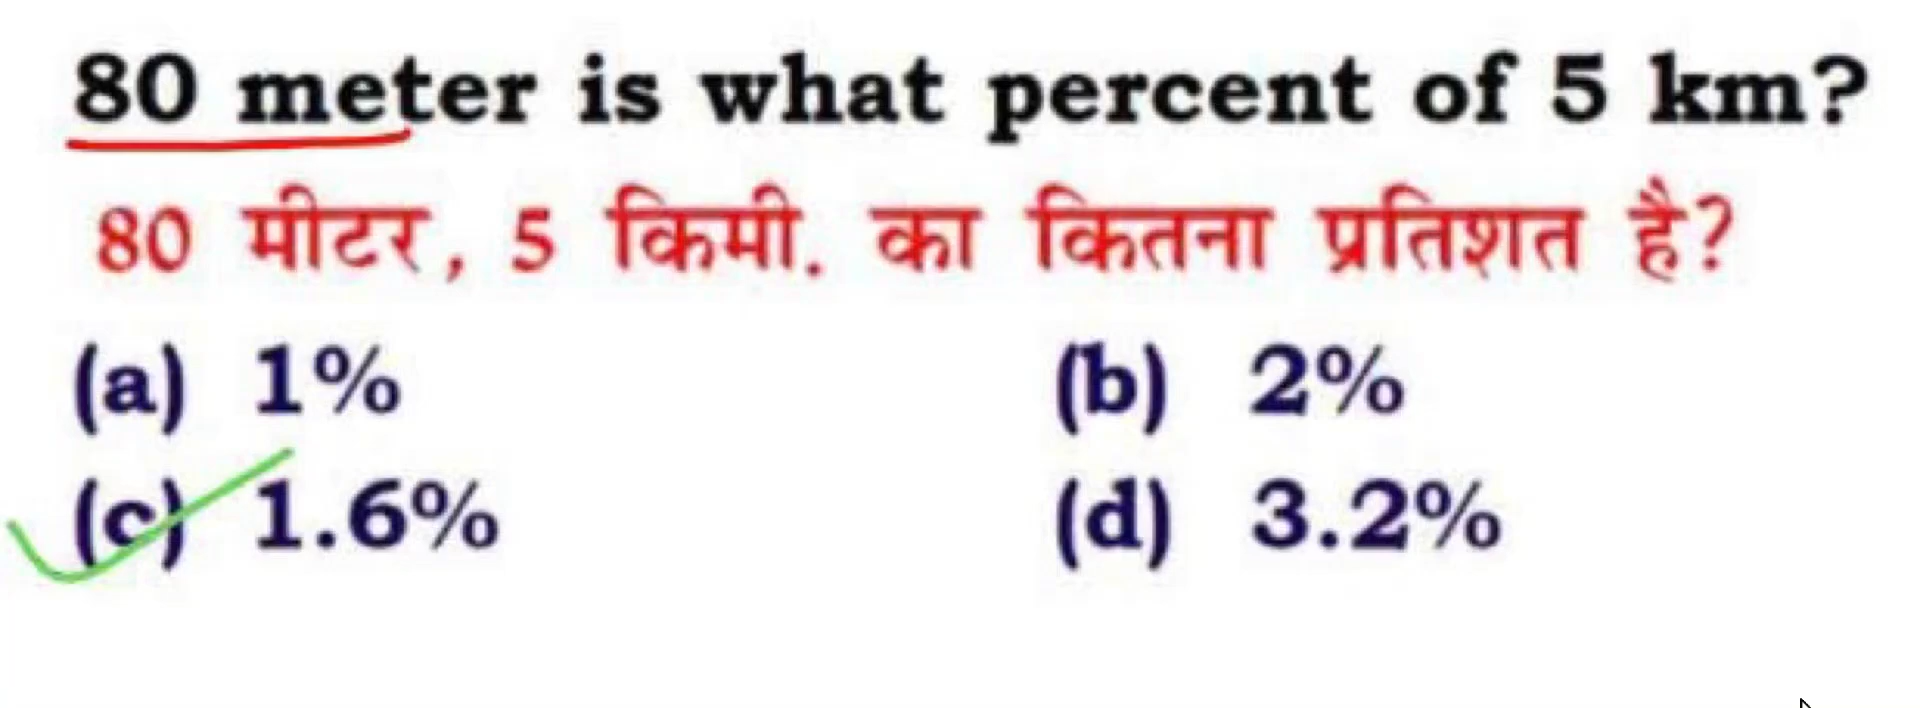 80 meter is what percent of 5 km?
80 मीटर, 5 किमी. का कितना प्रतिशत है?
(a) 1% (b) 2%
(c) 1.6% (d) 3.2%